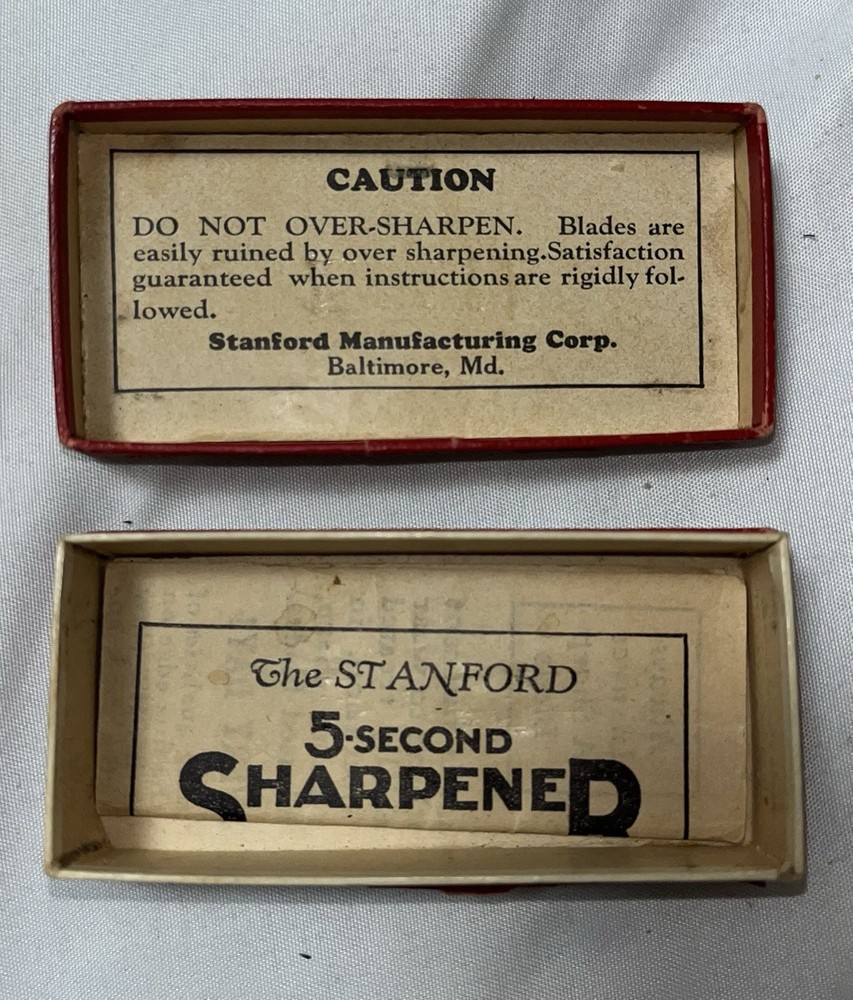 CAUTION
DO NOT OVER-SHARPEN. Blades are
easily ruined by over sharpening.Satisfaction
guaranteed when instructions are rigidly fol-
lowed.
Stanford Manufacturing Corp.
Baltimore, Md.
The STANFORD
5-SECOND
SHARPENER